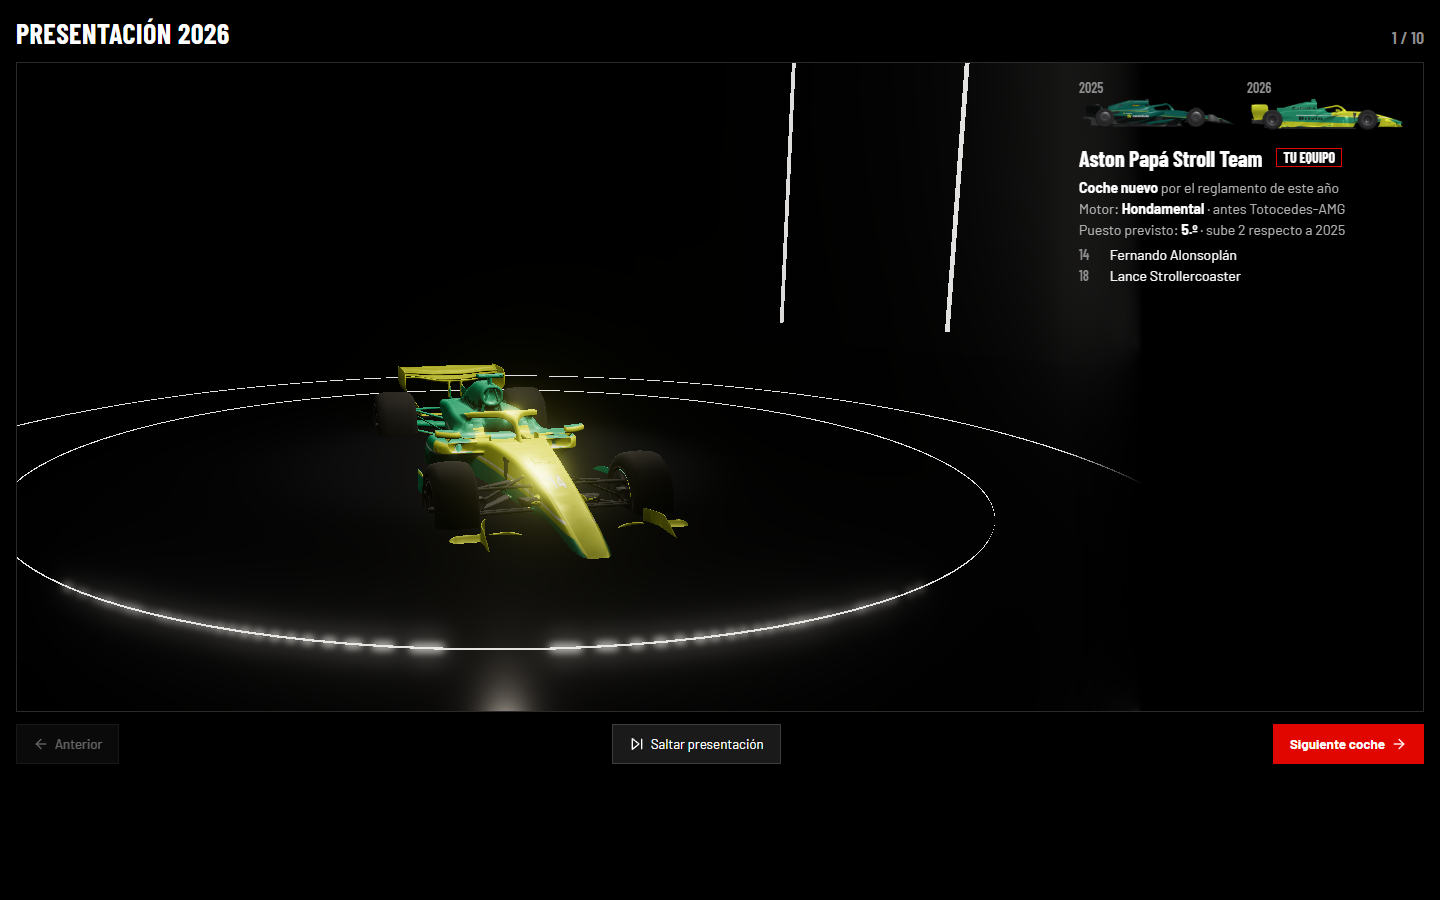 PRESENTACIÓN 2026
1 / 10
2025
2026
Aston Papá Stroll Team
TU EQUIPO
Coche nuevo por el reglamento de este año
Motor: Hondamental · antes Totocedes-AMG
Puesto previsto: 5.º · sube 2 respecto a 2025
14 Fernando Alonsoplán
18 Lance Strollercoaster
Anterior
Saltar presentación
Siguiente coche